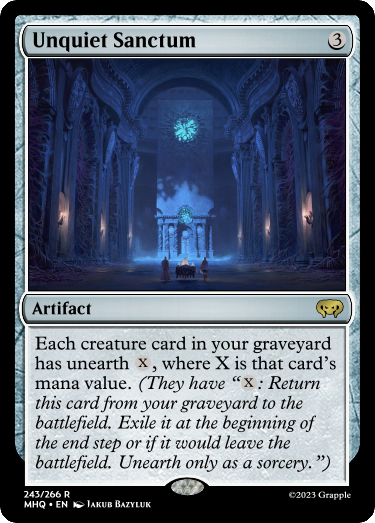 Unquiet Sanctum 3
Artifact
Each creature card in your graveyard
has unearth X, where X is that card's
mana value. (They have “X: Return
this card from your graveyard to the
battlefield. Exile it at the beginning of
the end step or if it would leave the
battlefield. Unearth only as a sorcery.”)
243/266 R
MHQ • EN Jakub Bazyluk
©2023 Grapple